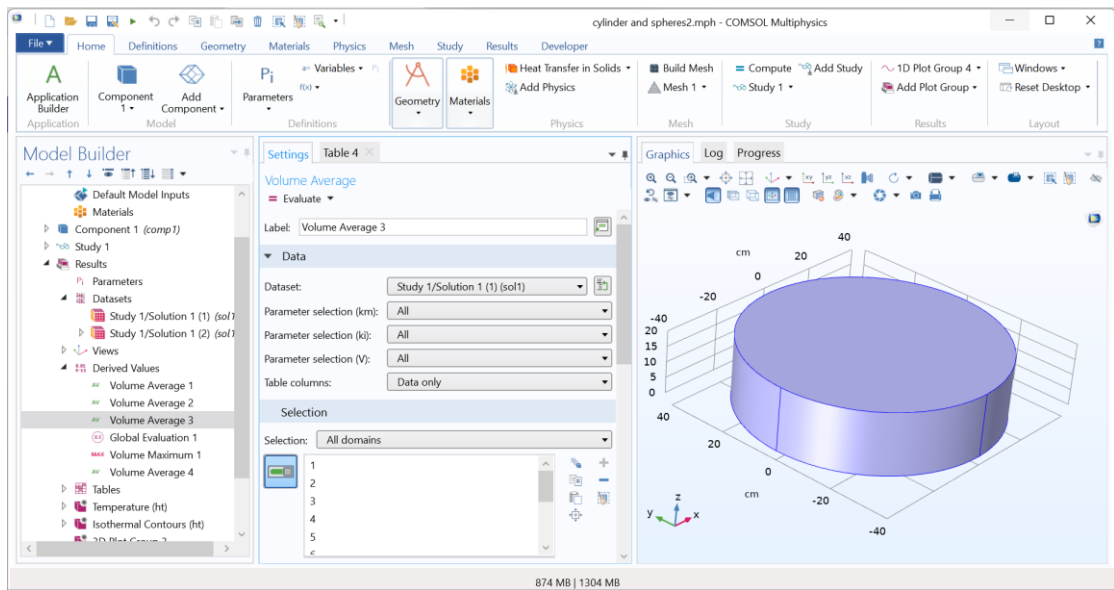 cylinder and spheres2.mph - COMSOL Multiphysics
File Home Definitions Geometry Materials Physics Mesh Study Results Developer
Application Builder
Component 1
Add Component
Pi Parameters
a= Variables
f(x)
Geometry
Materials
Heat Transfer in Solids
Add Physics
Build Mesh
Mesh 1
= Compute
Add Study
Study 1
1D Plot Group 4
Add Plot Group
Windows
Reset Desktop
Application Model Definitions Physics Mesh Study Results Layout
Model Builder
Default Model Inputs
Materials
Component 1 (comp1)
Study 1
Results
Pi Parameters
Datasets
Study 1/Solution 1 (1) (sol1
Study 1/Solution 1 (2) (sol1
Views
Derived Values
Volume Average 1
Volume Average 2
Volume Average 3
Global Evaluation 1
MAX Volume Maximum 1
Volume Average 4
Tables
Temperature (ht)
Isothermal Contours (ht)
Settings Table 4
Volume Average
= Evaluate
Label: Volume Average 3
Data
Dataset: Study 1/Solution 1 (1) (sol1)
Parameter selection (km): All
Parameter selection (ki): All
Parameter selection (V): All
Table columns: Data only
Selection
Selection: All domains
1
2
3
4
5
Graphics Log Progress
40
cm
20
0
-20
-40
20
15
10
5
0
40
20
0
cm
-20
-40
z
y
x
874 MB | 1304 MB